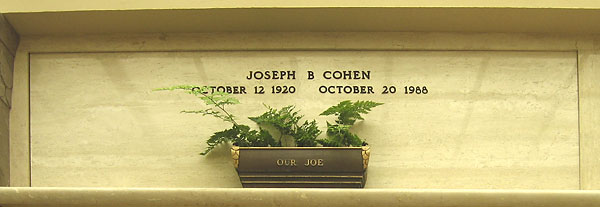 JOSEPH B COHEN
OCTOBER 12 1920 OCTOBER 20 1988
OUR JOE